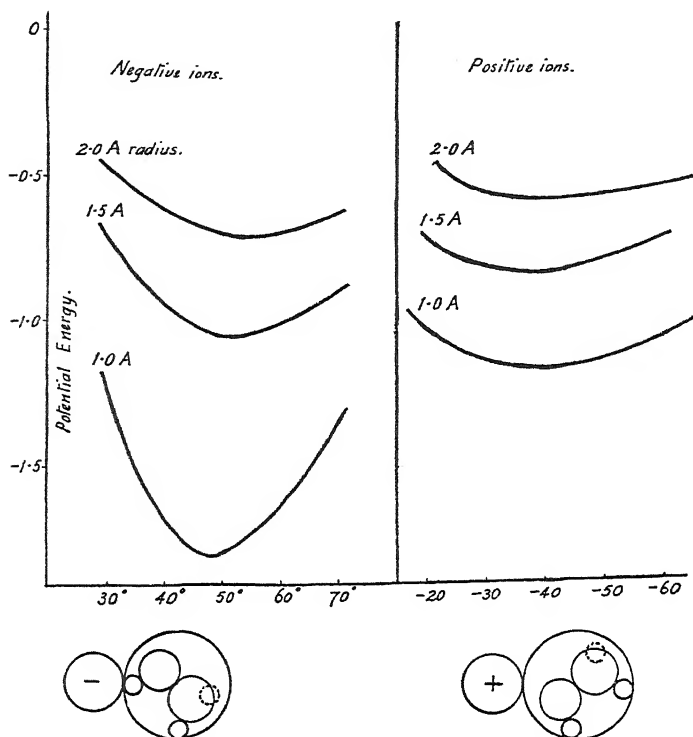 0
Negative ions.
Positive ions.
2·0 A radius.
2·0 A
-0.5
1·5 A
1·5 A
1·0 A
-1.0
1·0 A
Potential Energy.
-1.5
30° 40° 50° 60° 70°
-20 -30 -40 -50 -60
-
+